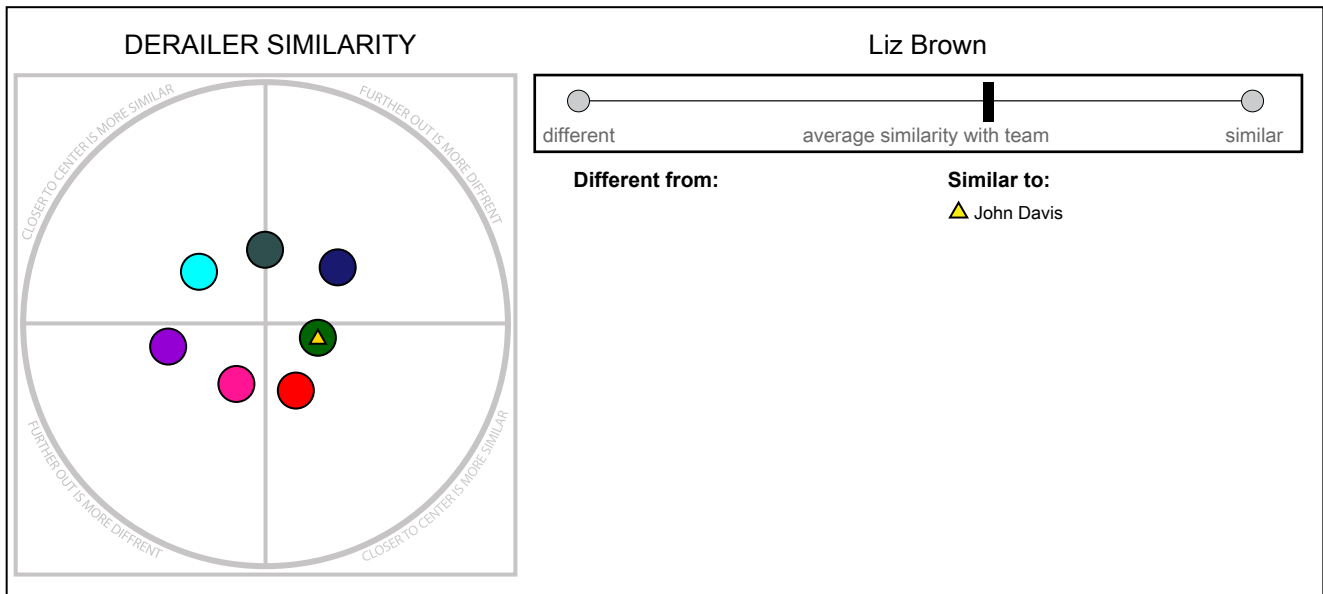 DERAILER SIMILARITY
CLOSER TO CENTER IS MORE SIMILAR
FURTHER OUT IS MORE DIFFRENT
FURTHER OUT IS MORE DIFFRENT
CLOSER TO CENTER IS MORE SIMILAR
Liz Brown
different average similarity with team similar
Different from: Similar to:
John Davis